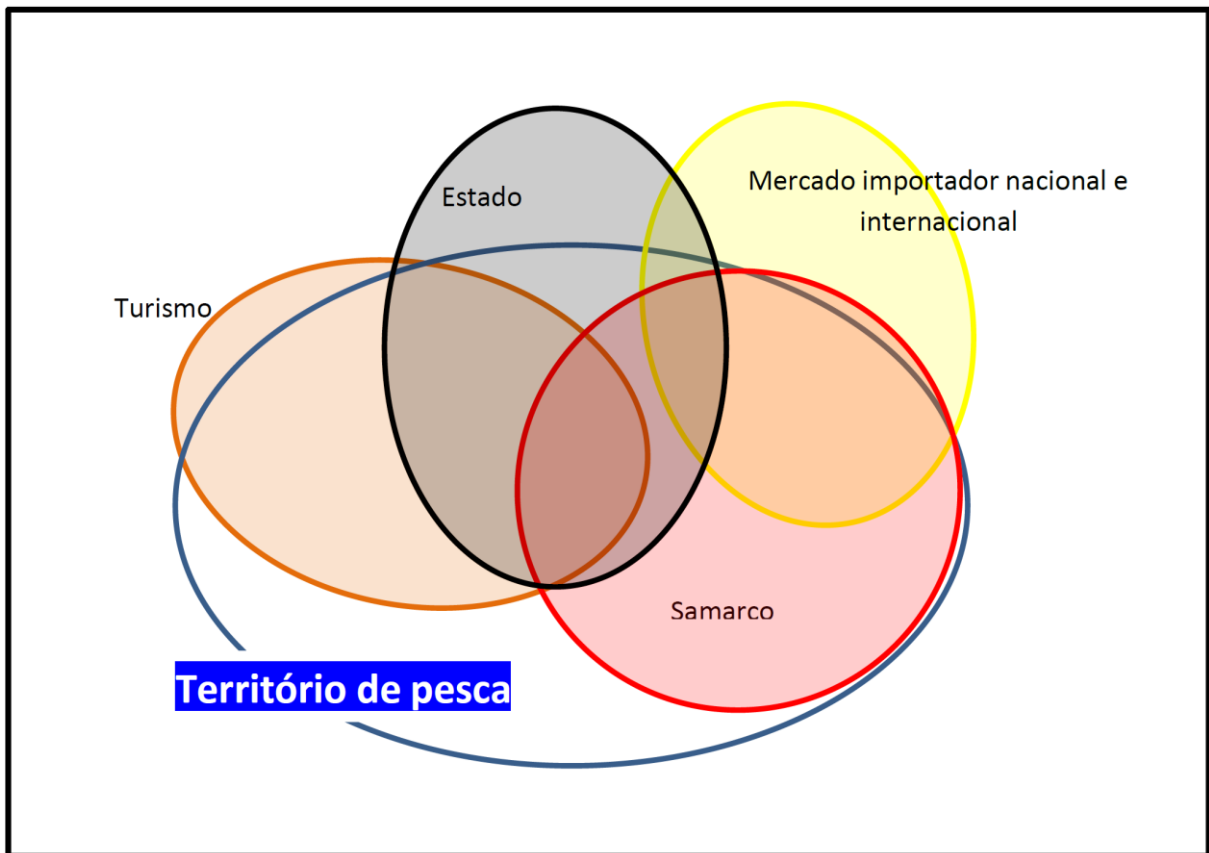 Estado
Mercado importador nacional e
internacional
Turismo
Samarco
Território de pesca